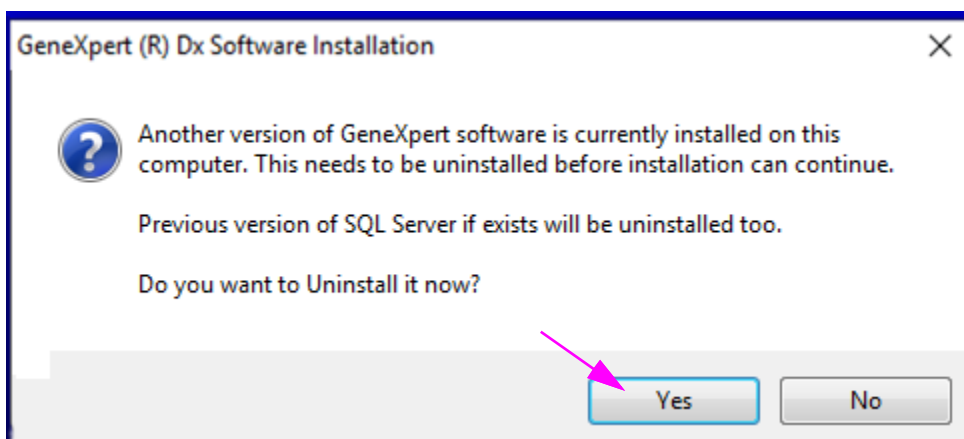 GeneXpert (R) Dx Software Installation
Another version of GeneXpert software is currently installed on this
computer. This needs to be uninstalled before installation can continue.
Previous version of SQL Server if exists will be uninstalled too.
Do you want to Uninstall it now?
Yes No